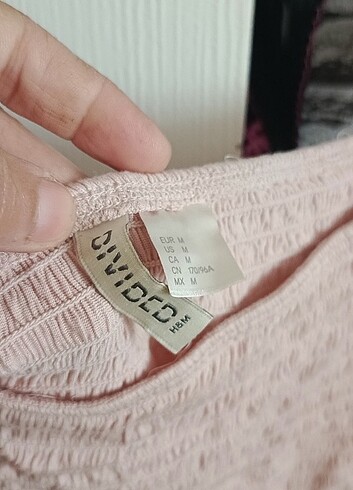 DIVIDED
H&M
EUR M
US M
CA M
CN 170/96A
MX M